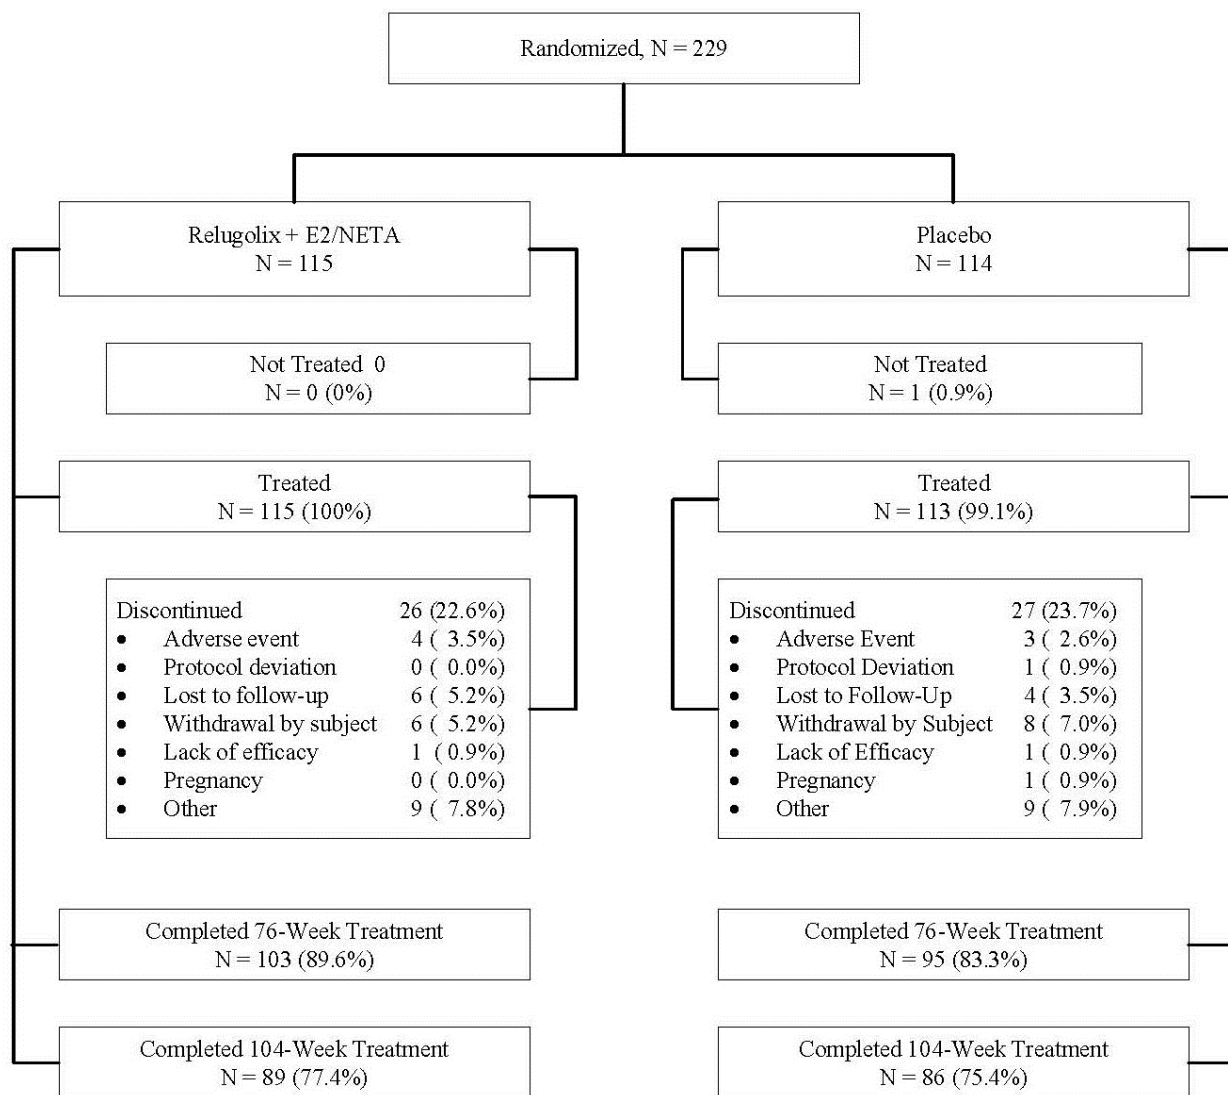 Randomized, N = 229
Relugolix + E2/NETA
N = 115
Placebo
N = 114
Not Treated 0
N = 0 (0%)
Not Treated
N = 1 (0.9%)
Treated
N = 115 (100%)
Treated
N = 113 (99.1%)
Discontinued 26 (22.6%)
• Adverse event 4 ( 3.5%)
• Protocol deviation 0 ( 0.0%)
• Lost to follow-up 6 ( 5.2%)
• Withdrawal by subject 6 ( 5.2%)
• Lack of efficacy 1 ( 0.9%)
• Pregnancy 0 ( 0.0%)
• Other 9 ( 7.8%)
Discontinued 27 (23.7%)
• Adverse Event 3 ( 2.6%)
• Protocol Deviation 1 ( 0.9%)
• Lost to Follow-Up 4 ( 3.5%)
• Withdrawal by Subject 8 ( 7.0%)
• Lack of Efficacy 1 ( 0.9%)
• Pregnancy 1 ( 0.9%)
• Other 9 ( 7.9%)
Completed 76-Week Treatment
N = 103 (89.6%)
Completed 76-Week Treatment
N = 95 (83.3%)
Completed 104-Week Treatment
N = 89 (77.4%)
Completed 104-Week Treatment
N = 86 (75.4%)